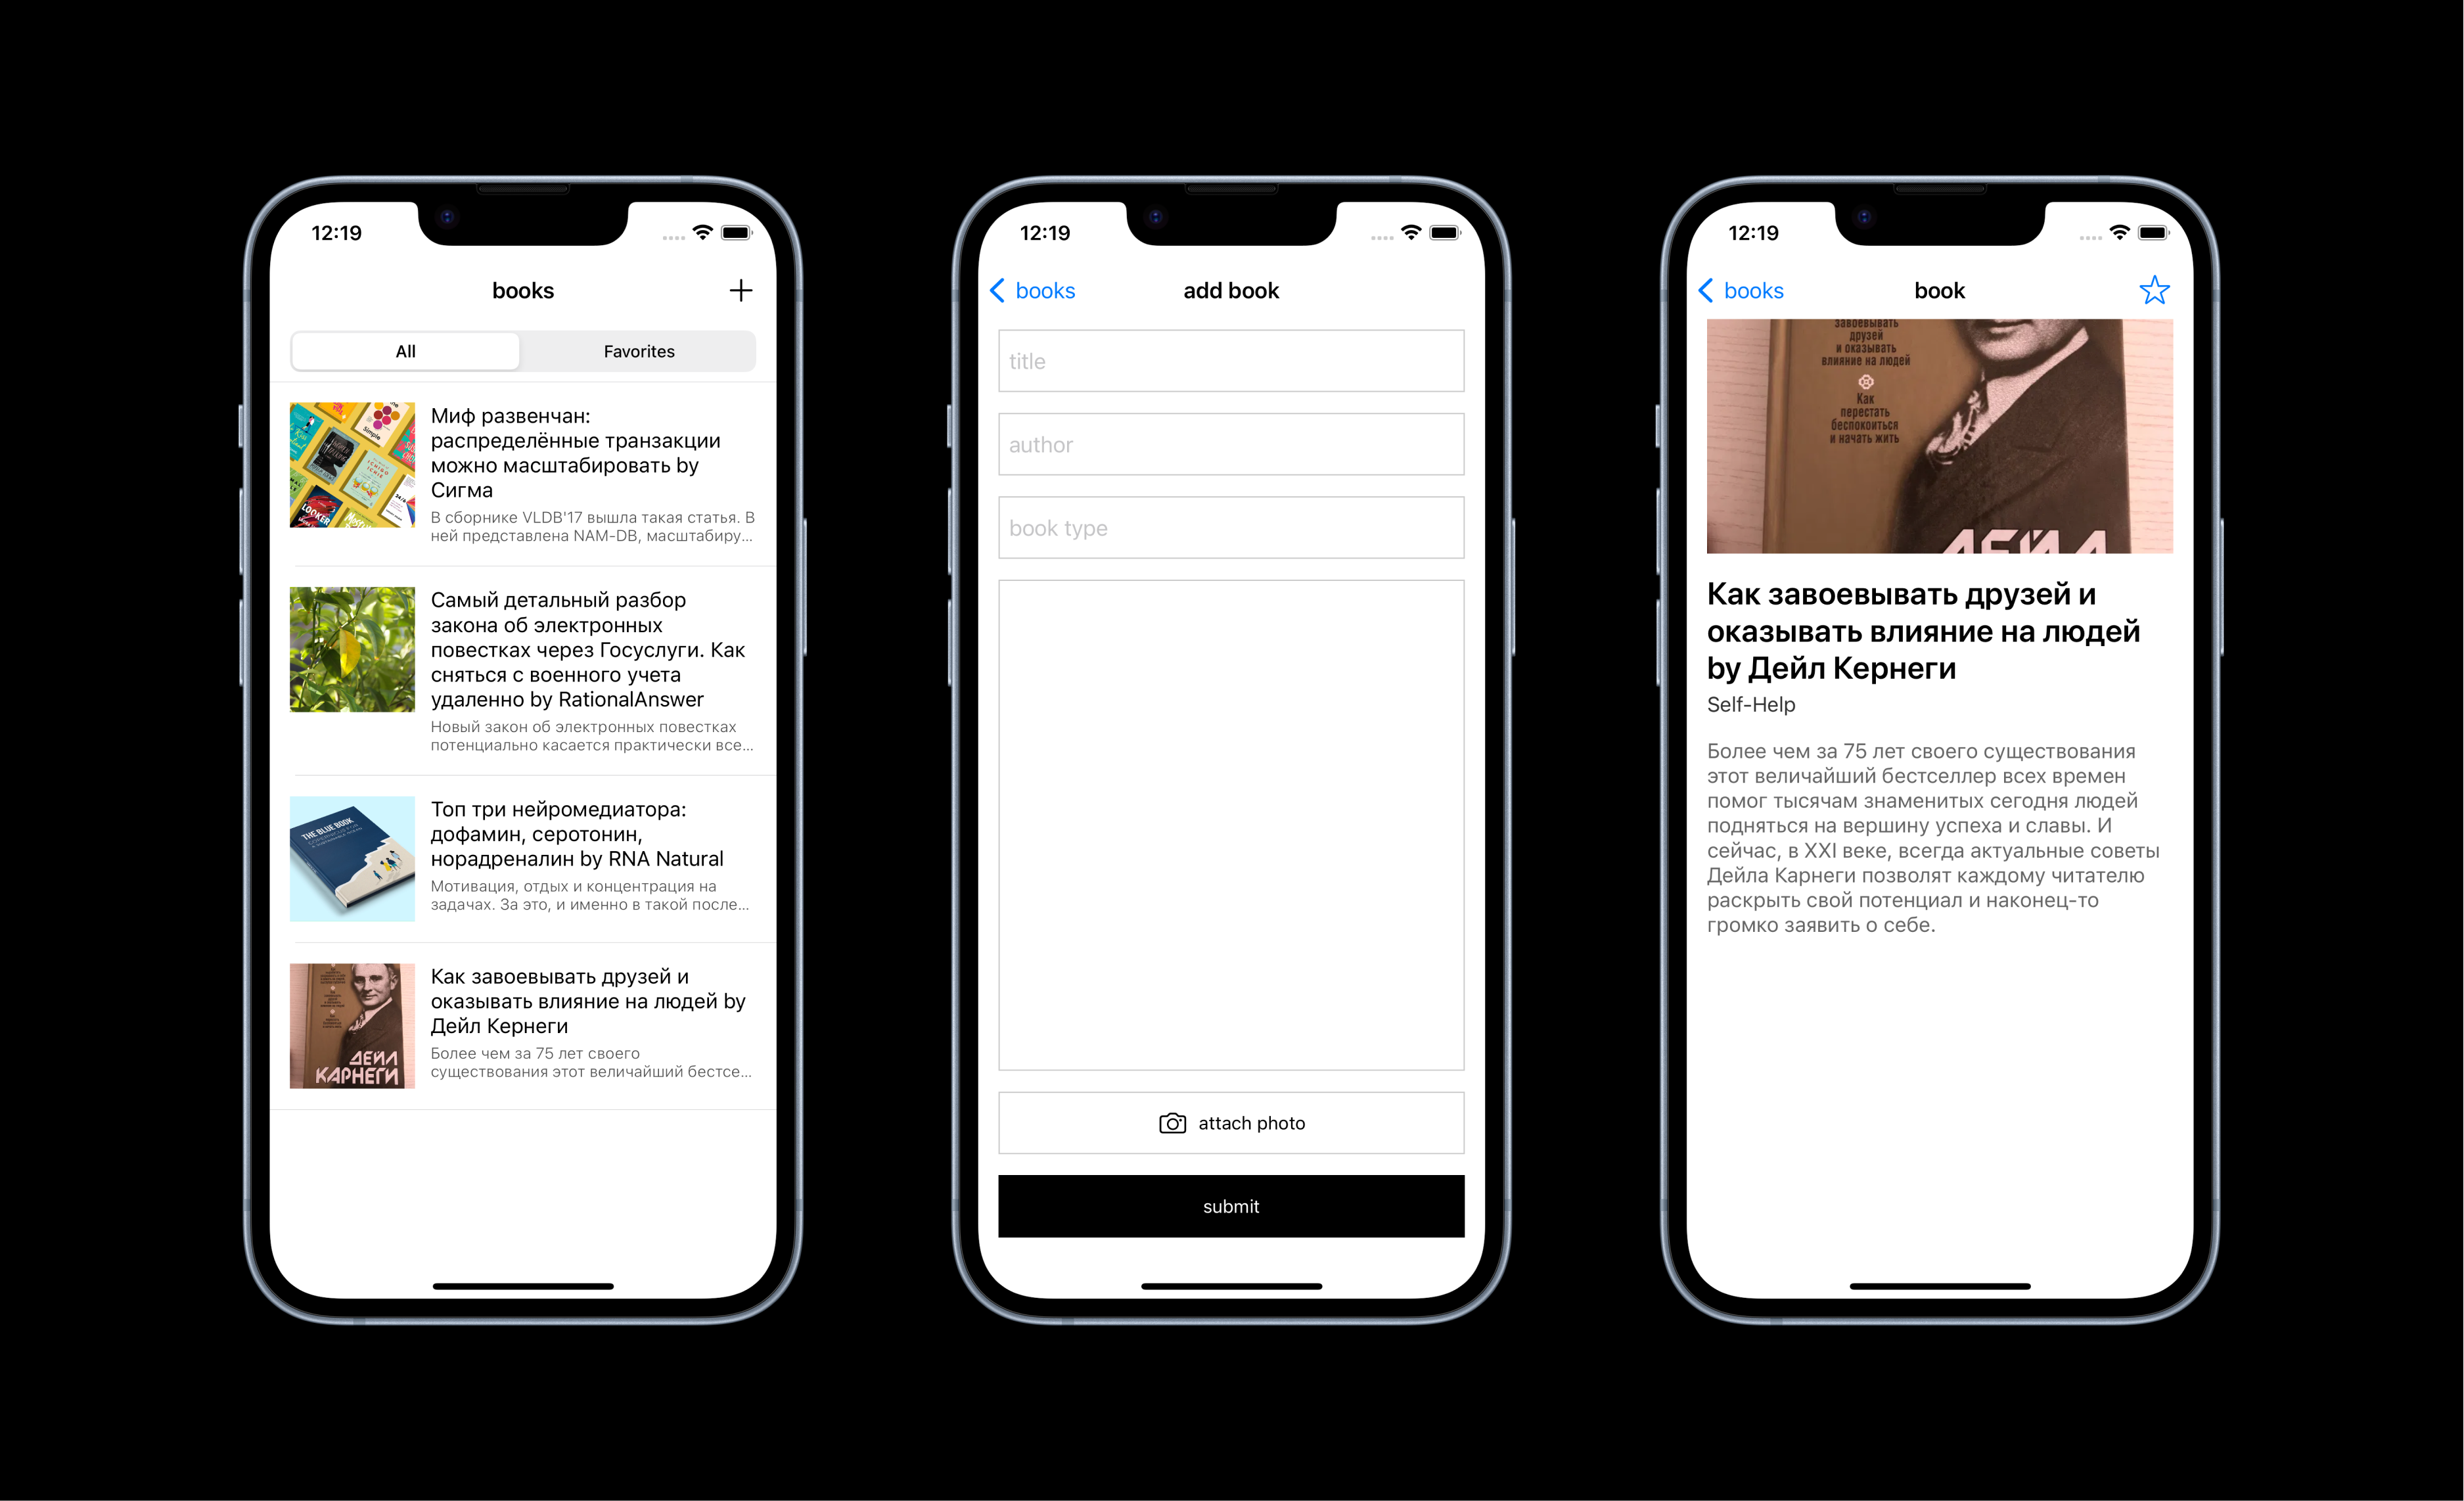 12:19
books
All
Favorites
Simple
LOOKER
Миф развенчан:
распределённые транзакции
можно масштабировать by
Сигма
В сборнике VLDB'17 вышла такая статья. В
ней представлена NAM-DB, масштабиру...
Самый детальный разбор
закона об электронных
повестках через Госуслуги. Как
сняться с военного учета
удаленно by RationalAnswer
Новый закон об электронных повестках
потенциально касается практически все...
THE BLUE BOOK
Топ три нейромедиатора:
дофамин, серотонин,
норадреналин by RNA Natural
Мотивация, отдых и концентрация на
задачах. За это, и именно в такой после...
ДЕЙЛ
КАРНЕГИ
Как завоевывать друзей и
оказывать влияние на людей by
Дейл Кернеги
Более чем за 75 лет своего
существования этот величайший бестсе...
12:19
books
add book
title
author
book type
attach photo
submit
12:19
books
book
завоевывать
друзей
и оказывать
влияние на людей
Как
перестать
беспокоиться
и начать жить
ДЕЙЛ
Как завоевывать друзей и
оказывать влияние на людей
by Дейл Кернеги
Self-Help
Более чем за 75 лет своего существования
этот величайший бестселлер всех времен
помог тысячам знаменитых сегодня людей
подняться на вершину успеха и славы. И
сейчас, в XXI веке, всегда актуальные советы
Дейла Карнеги позволят каждому читателю
раскрыть свой потенциал и наконец-то
громко заявить о себе.